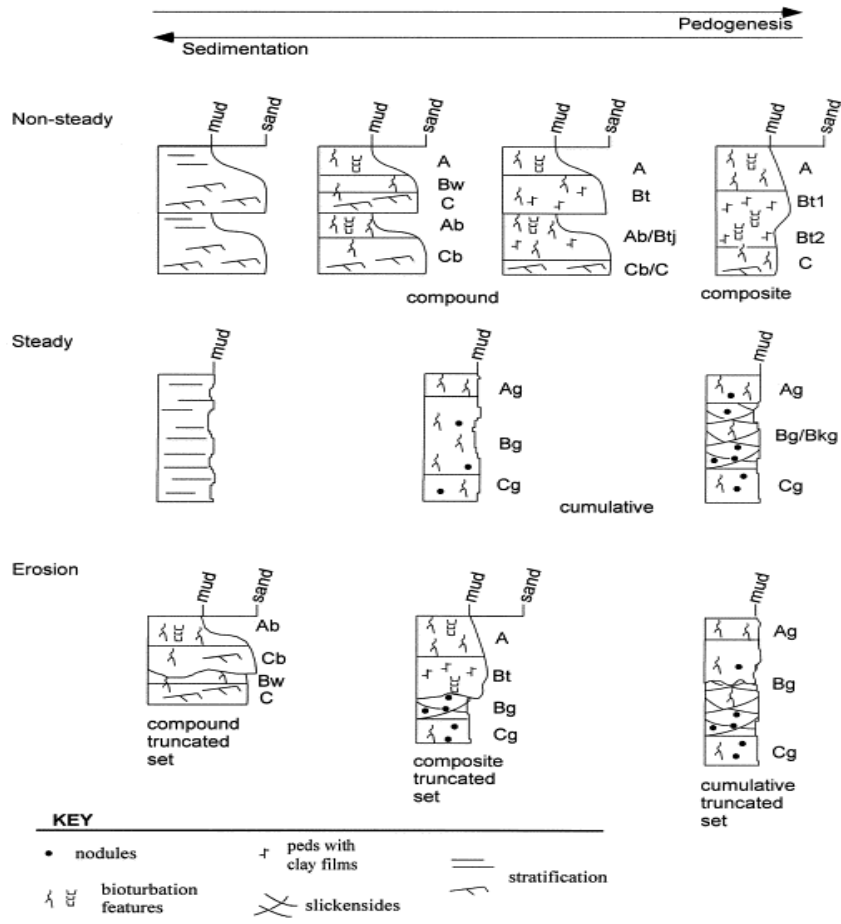 Pedogenesis
Sedimentation
Non-steady
mud
mud sand
mud sand
mud sand
mud sand
A
Bw
C
Ab
Cb
A
Bt
Ab/Btj
Cb/C
A
Bt1
Bt2
C
compound
composite
Steady
mud
mud
mud
Ag
Bg
Cg
Ag
Bg/Bkg
Cg
cumulative
Erosion
mud sand
mud sand
mud
Ab
Cb
Bw
C
A
Bt
Bg
Cg
Ag
Bg
Cg
compound
truncated
set
composite
truncated
set
cumulative
truncated
set
KEY
nodules
peds with
clay films
stratification
bioturbation
features
slickensides